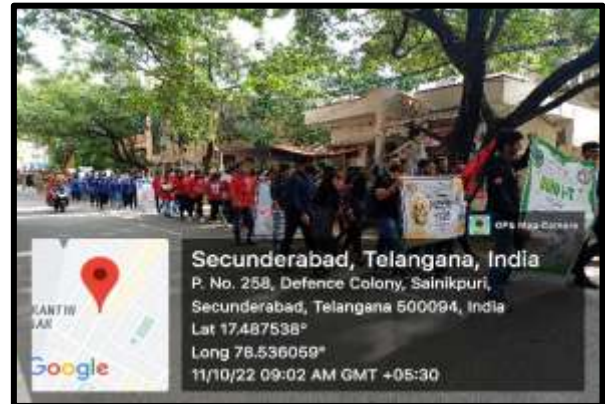 GPS Map Camera
Secunderabad, Telangana, India
P. No. 258, Defence Colony, Sainikpuri,
Secunderabad, Telangana 500094, India
Lat 17.487538°
Long 78.536059°
11/10/22 09:02 AM GMT +05:30
KANTIN
Google